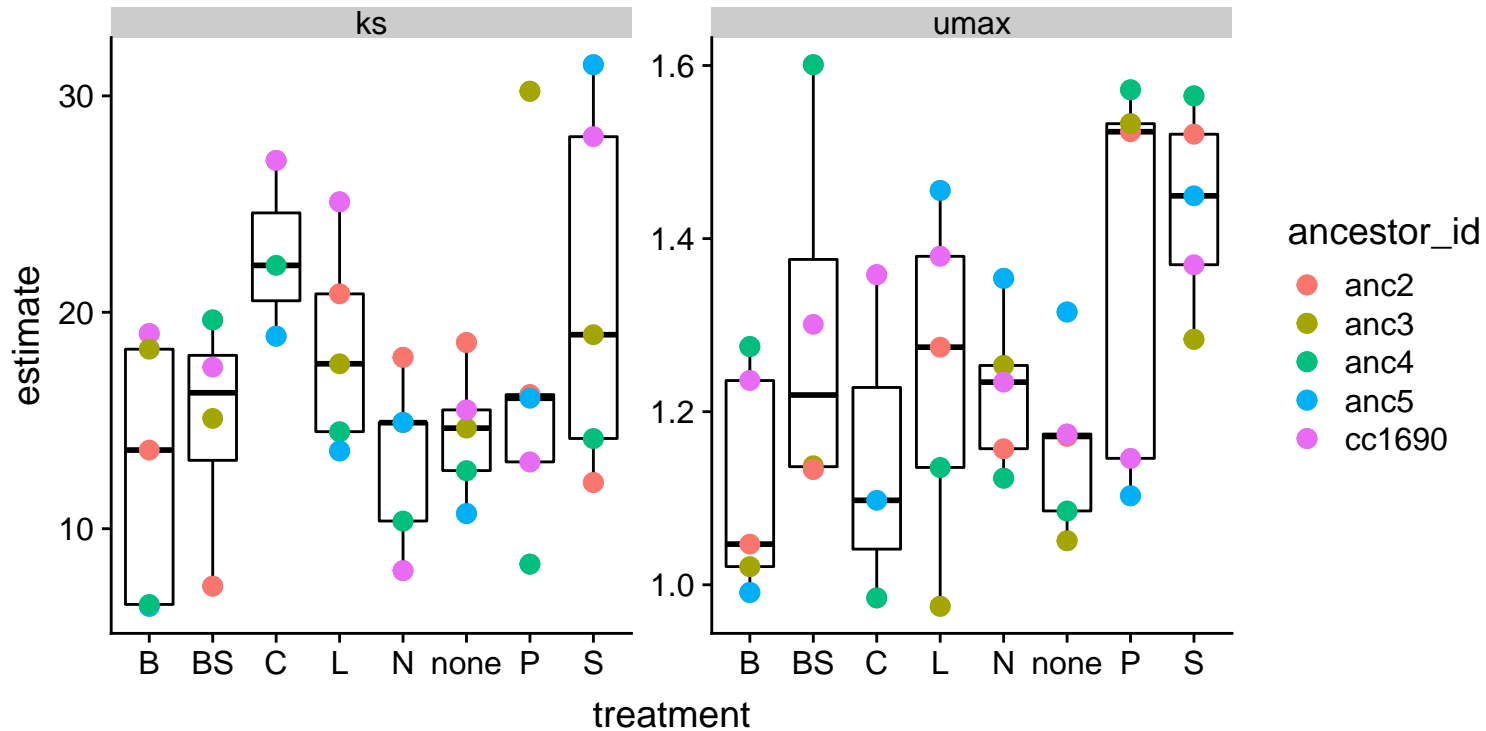 ks
umax
estimate
30
20
10
1.6
1.4
1.2
1.0
B BS C L N none P S
B BS C L N none P S
treatment
ancestor_id
anc2
anc3
anc4
anc5
cc1690